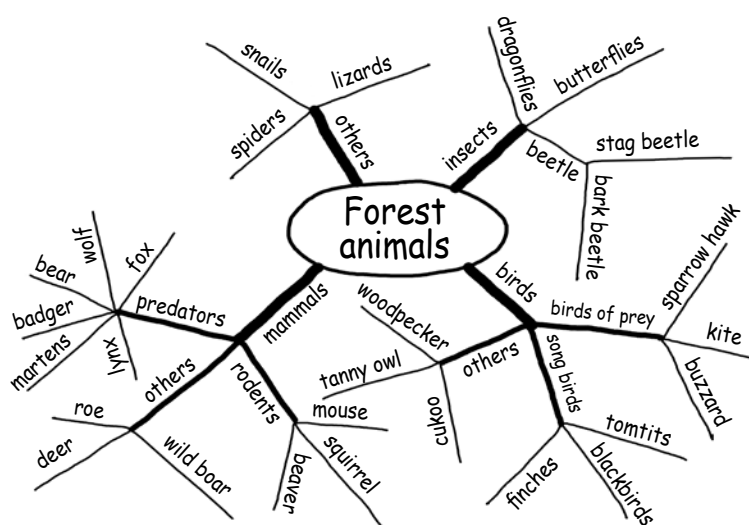 Forest
animals
others
snails
lizards
spiders
insects
dragonflies
butterflies
beetle
stag beetle
bark beetle
birds
birds of prey
sparrow hawk
kite
buzzard
song birds
tomtits
blackbirds
finches
others
woodpecker
tanny owl
cukoo
mammals
predators
fox
wolf
bear
badger
martens
lynx
others
roe
deer
wild boar
rodents
mouse
squirrel
beaver